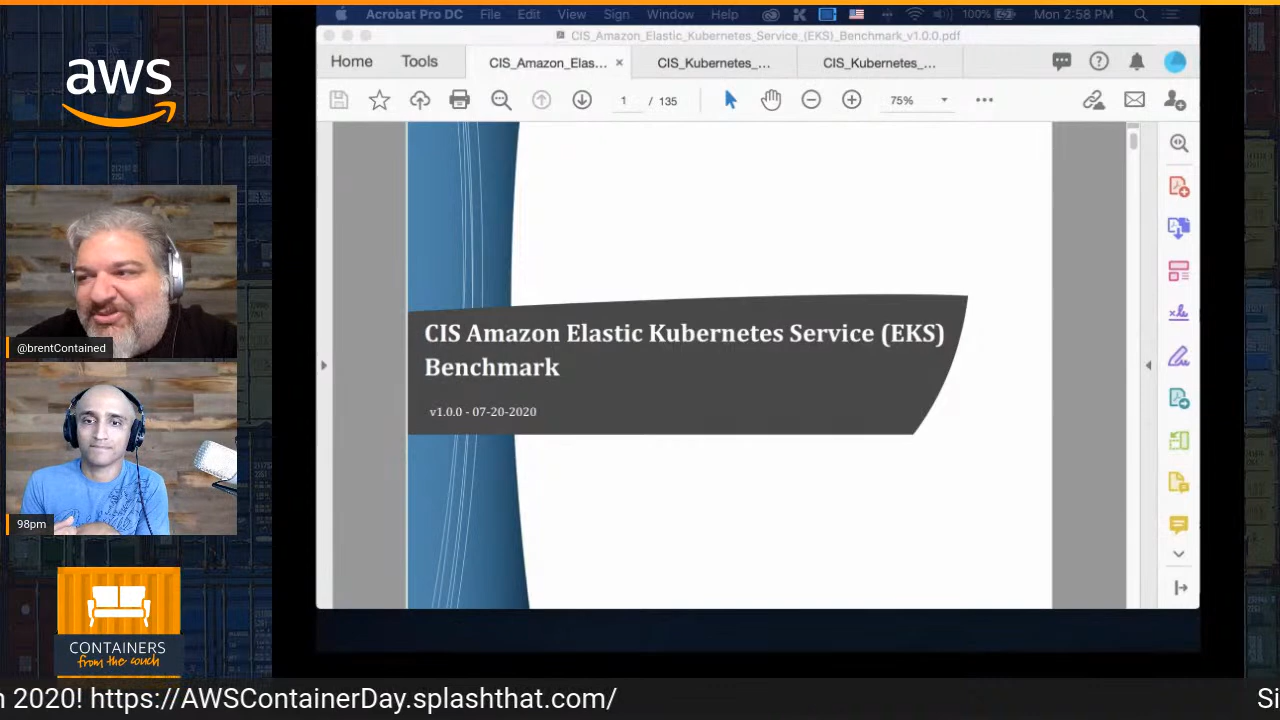 Acrobat Pro DC File Edit View Sign Window Help 100% Mon 2:58 PM
CIS_Amazon_Elastic_Kubernetes_Service_(EKS)_Benchmark_v1.0.0.pdf
Home Tools CIS_Amazon_Elas... × CIS_Kubernetes_... CIS_Kubernetes_...
1 / 135 75%
aws
@brentContained
98pm
CONTAINERS
from the couch
CIS Amazon Elastic Kubernetes Service (EKS)
Benchmark
v1.0.0 - 07-20-2020
n 2020! https://AWSContainerDay.splashthat.com/ Si